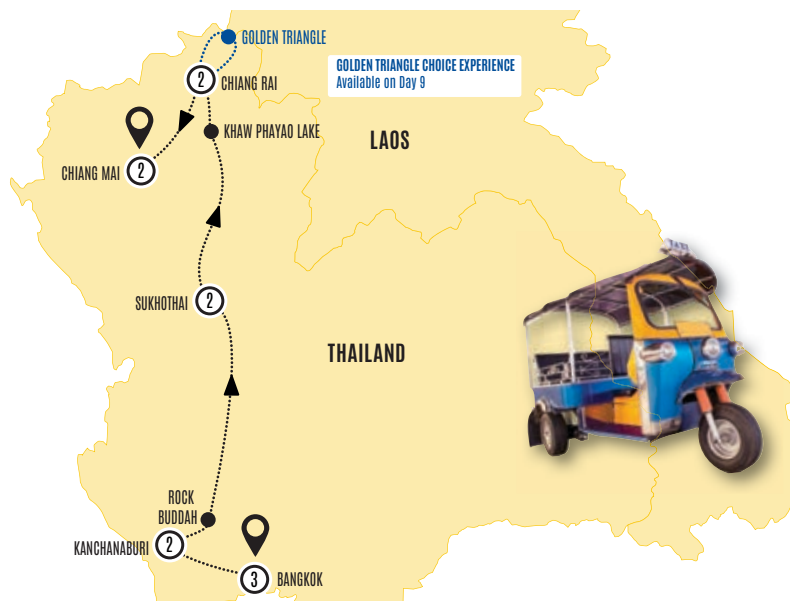 GOLDEN TRIANGLE
GOLDEN TRIANGLE CHOICE EXPERIENCE
Available on Day 9
2
CHIANG RAI
KHAW PHAYAO LAKE
LAOS
CHIANG MAI
2
TAXI
SUKHOTHAI
2
THAILAND
ROCK
BUDDAH
KANCHANABURI
2
3
BANGKOK